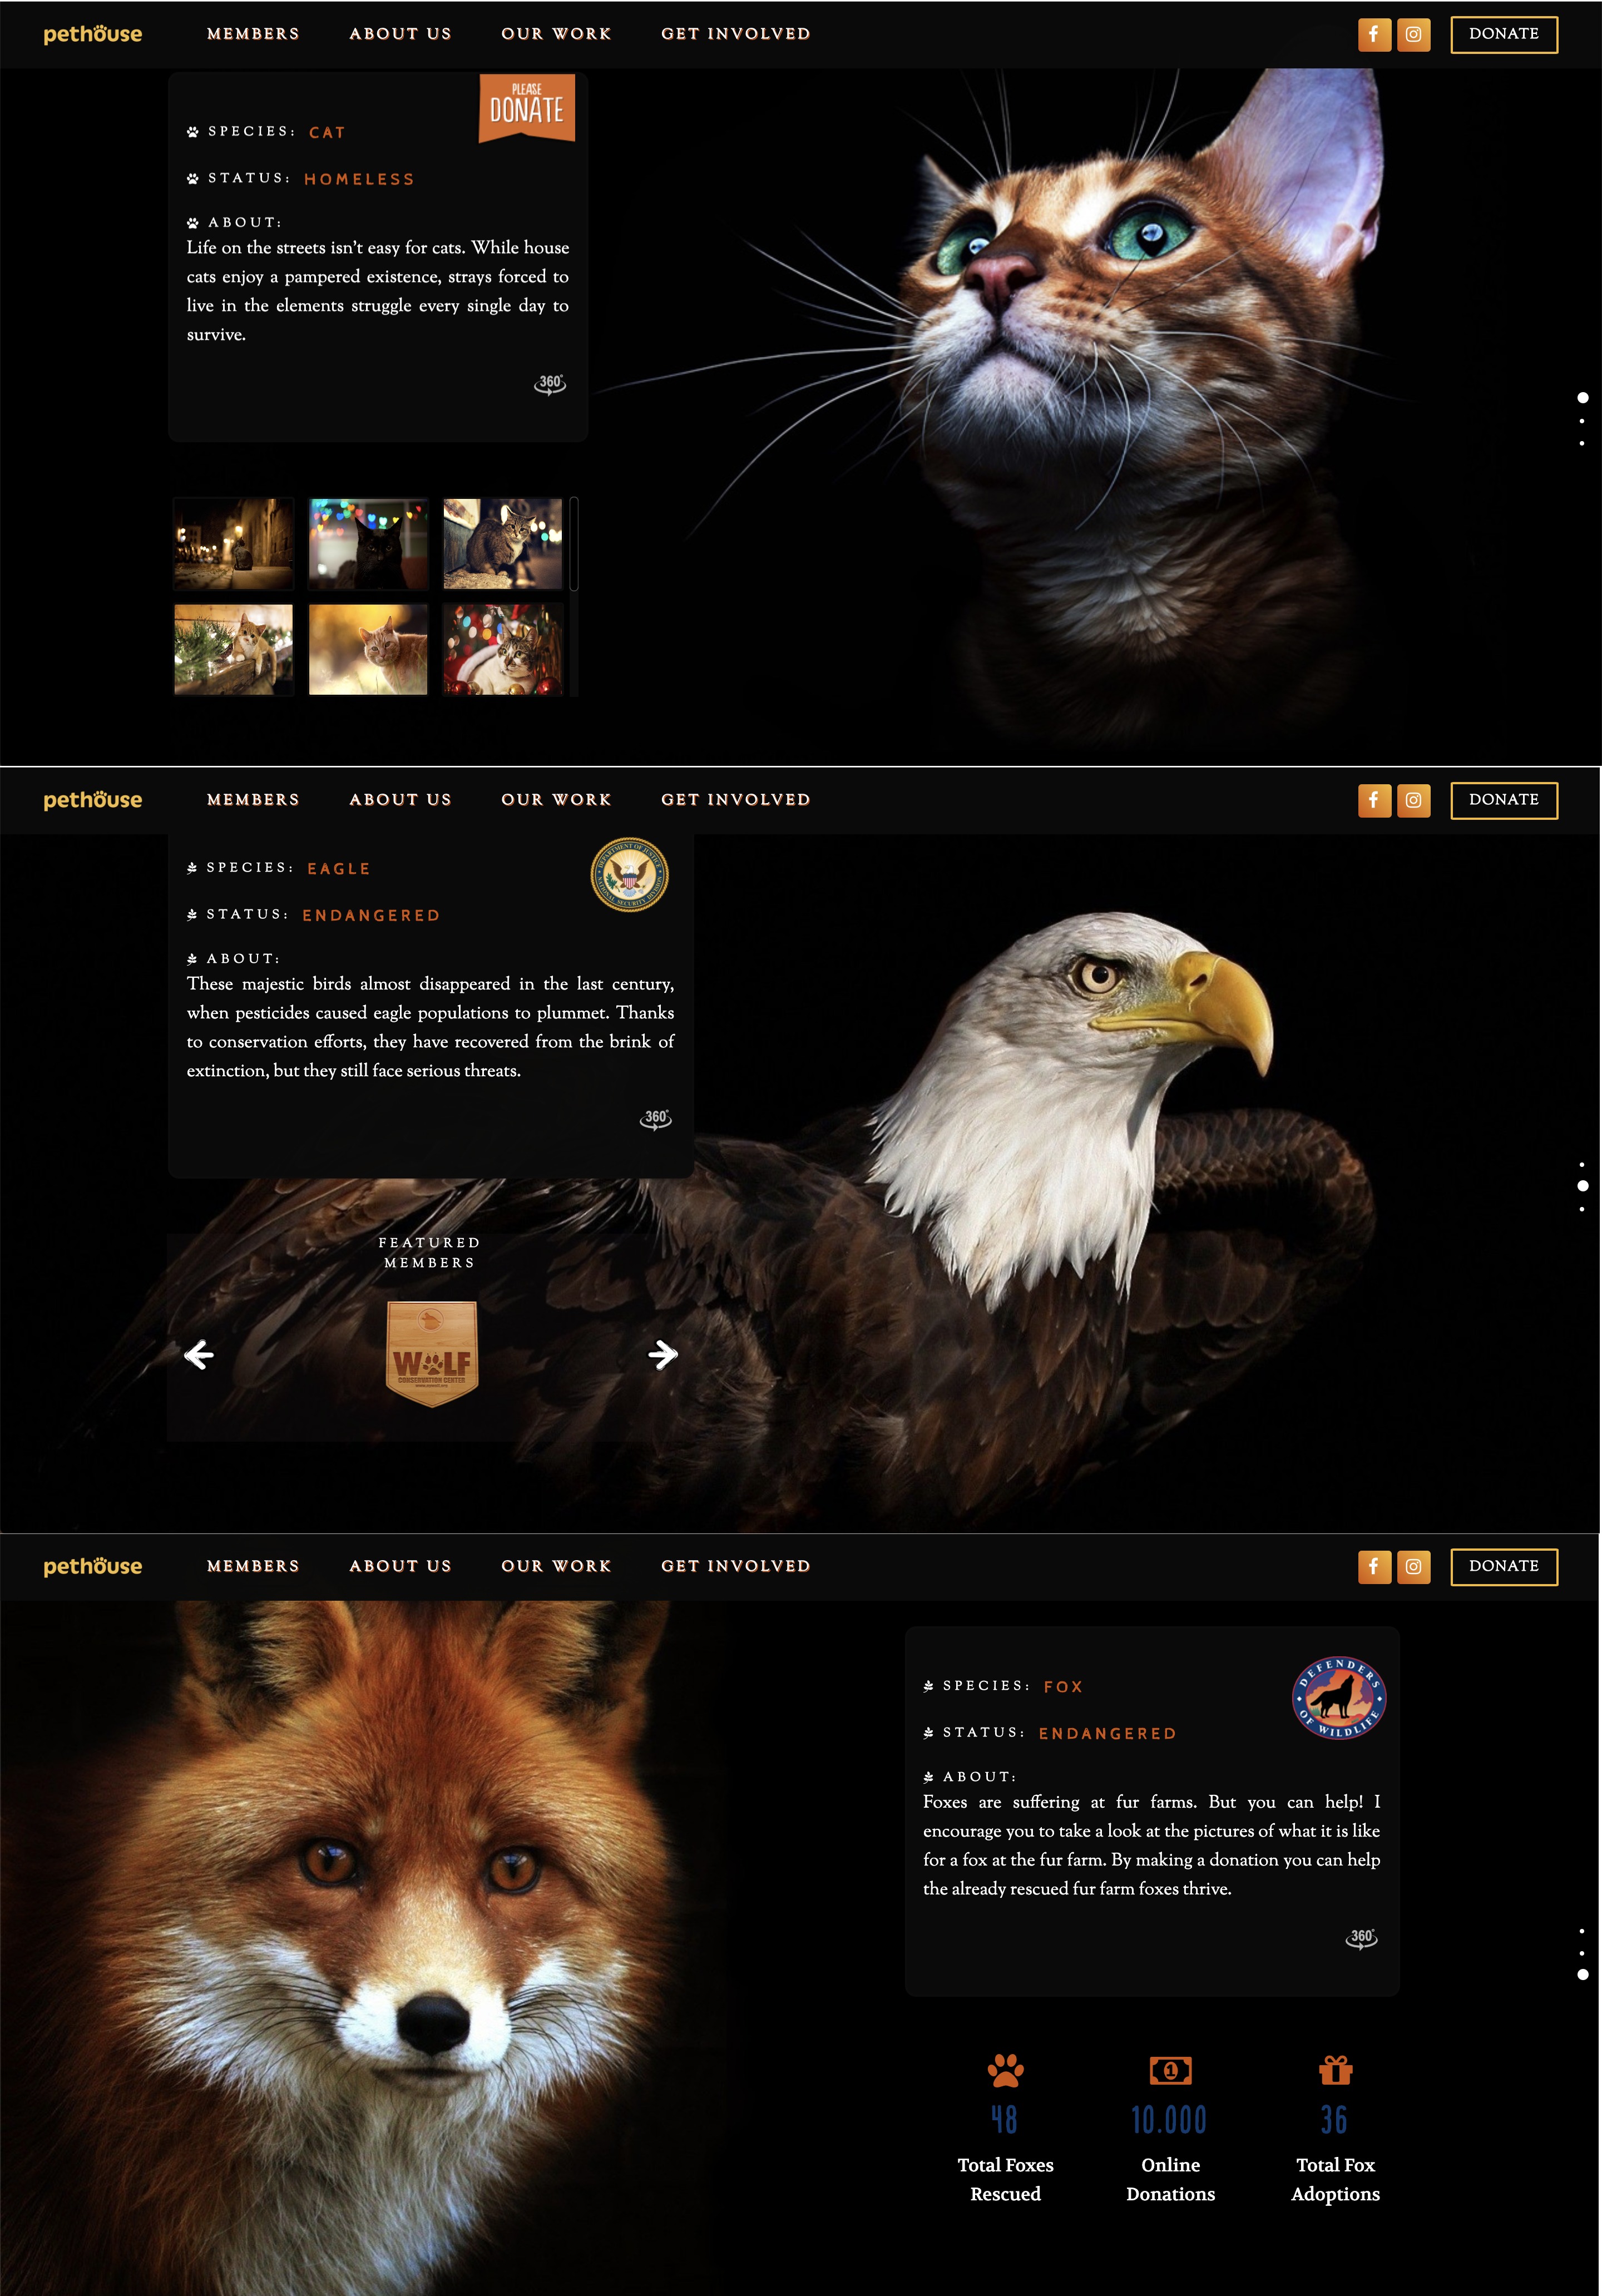 pethouse MEMBERS ABOUT US OUR WORK GET INVOLVED DONATE
PLEASE
DONATE
SPECIES: CAT
STATUS: HOMELESS
ABOUT:
Life on the streets isn't easy for cats. While house
cats enjoy a pampered existence, strays forced to
live in the elements struggle every single day to
survive.
360°
pethouse MEMBERS ABOUT US OUR WORK GET INVOLVED DONATE
SPECIES: EAGLE
DEPARTMENT OF JUSTICE
NATIONAL SECURITY DIVISION
STATUS: ENDANGERED
ABOUT:
These majestic birds almost disappeared in the last century,
when pesticides caused eagle populations to plummet. Thanks
to conservation efforts, they have recovered from the brink of
extinction, but they still face serious threats.
360°
FEATURED
MEMBERS
WOLF
CONSERVATION CENTER
pethouse MEMBERS ABOUT US OUR WORK GET INVOLVED DONATE
SPECIES: FOX
DEFENDERS
OF WILDLIFE
STATUS: ENDANGERED
ABOUT:
Foxes are suffering at fur farms. But you can help! I
encourage you to take a look at the pictures of what it is like
for a fox at the fur farm. By making a donation you can help
the already rescued fur farm foxes thrive.
360°
1
48 10.000 36
Total Foxes Online Total Fox
Rescued Donations Adoptions